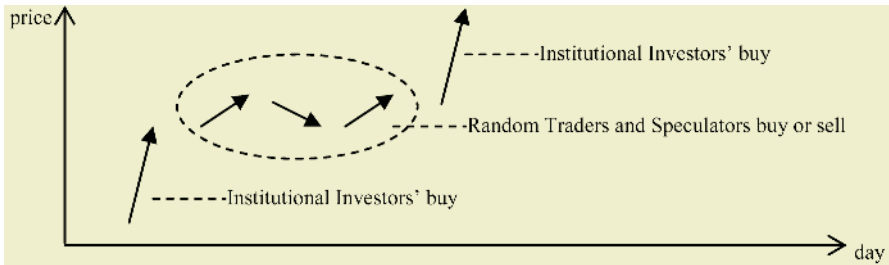 price
Institutional Investors’ buy
Random Traders and Speculators buy or sell
Institutional Investors’ buy
day